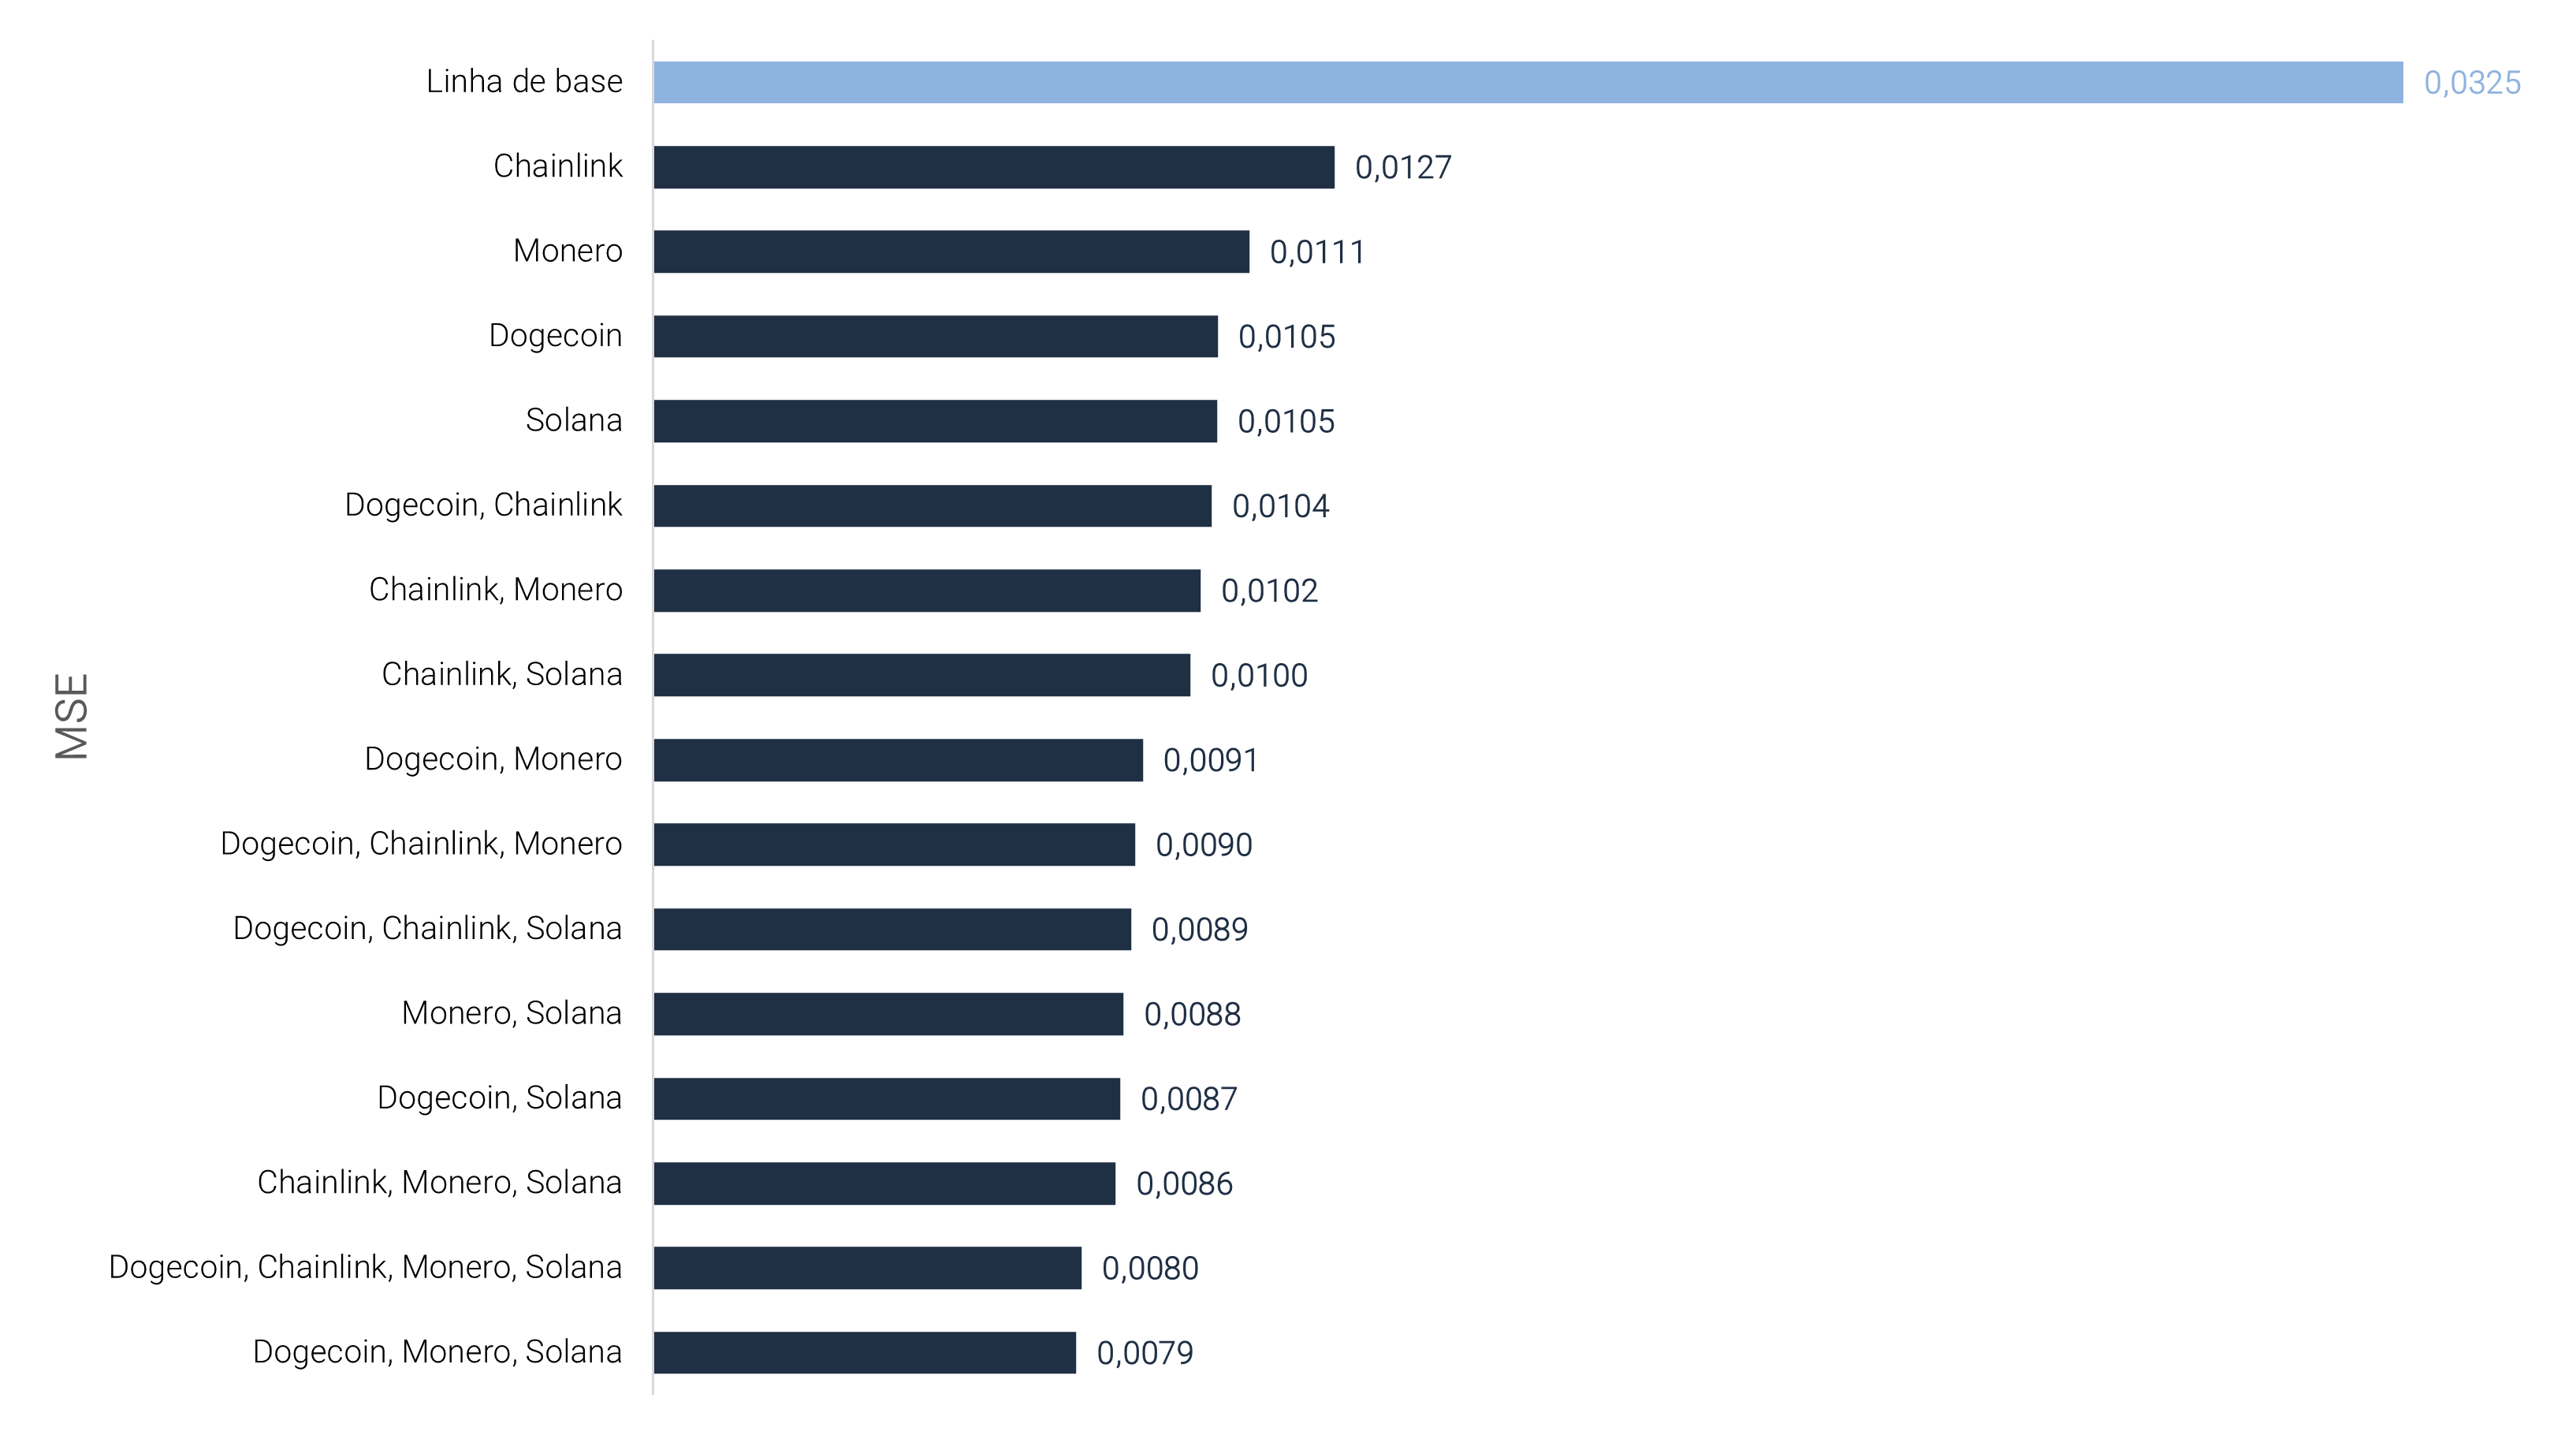 MSE
Linha de base 0,0325
Chainlink 0,0127
Monero 0,0111
Dogecoin 0,0105
Solana 0,0105
Dogecoin, Chainlink 0,0104
Chainlink, Monero 0,0102
Chainlink, Solana 0,0100
Dogecoin, Monero 0,0091
Dogecoin, Chainlink, Monero 0,0090
Dogecoin, Chainlink, Solana 0,0089
Monero, Solana 0,0088
Dogecoin, Solana 0,0087
Chainlink, Monero, Solana 0,0086
Dogecoin, Chainlink, Monero, Solana 0,0080
Dogecoin, Monero, Solana 0,0079